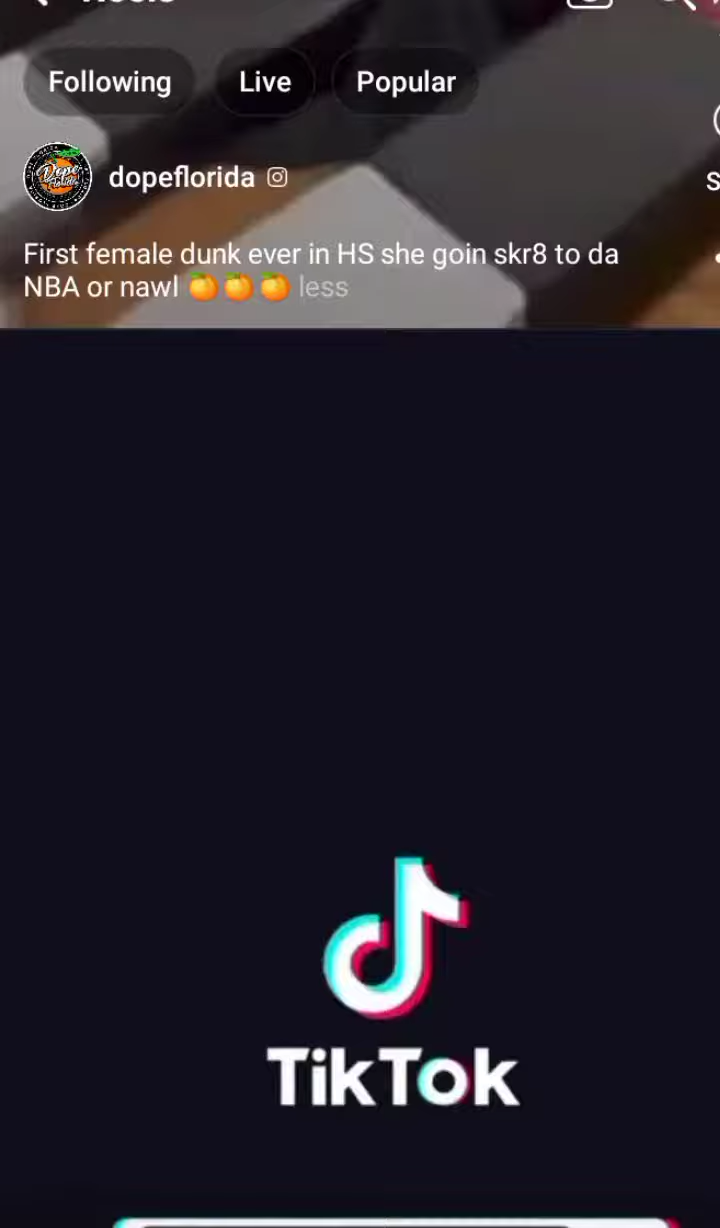 Following
Live
Popular
Dope
dopeflorida
First female dunk ever in HS she goin skr8 to da
NBA or nawl 🍊🍊🍊 less
TikTok